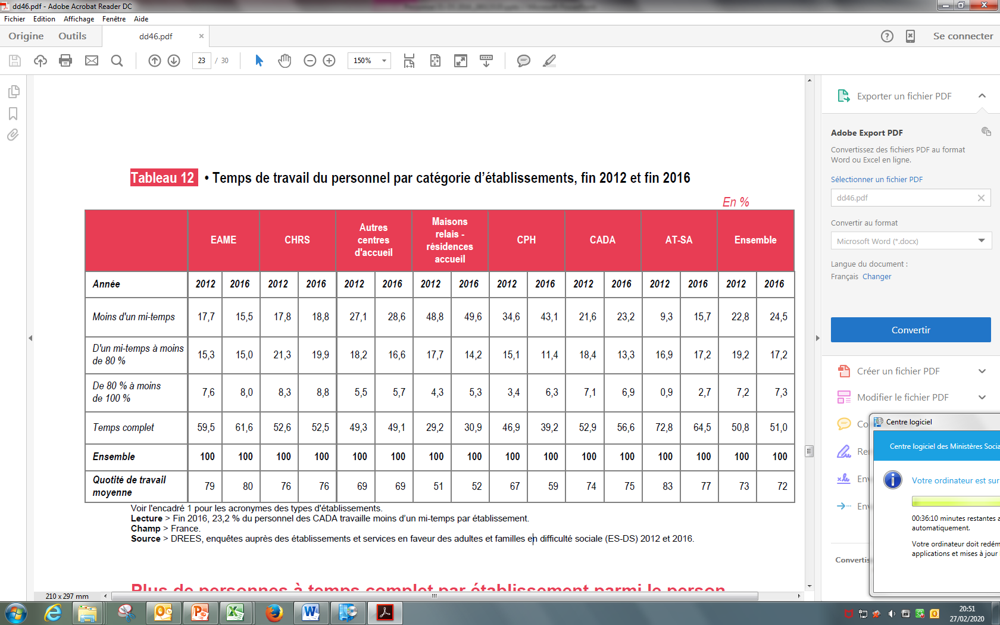 dd46.pdf - Adobe Acrobat Reader DC
Fichier Edition Affichage Fenêtre Aide
Origine Outils dd46.pdf × Se connecter
23 / 30 150%
Tableau 12 • Temps de travail du personnel par catégorie d'établissements, fin 2012 et fin 2016
En %
EAME CHRS Autres centres d'accueil Maisons relais - résidences accueil CPH CADA AT-SA Ensemble
Année 2012 2016 2012 2016 2012 2016 2012 2016 2012 2016 2012 2016 2012 2016 2012 2016
Moins d'un mi-temps 17,7 15,5 17,8 18,8 27,1 28,6 48,8 49,6 34,6 43,1 21,6 23,2 9,3 15,7 22,8 24,5
D'un mi-temps à moins de 80 % 15,3 15,0 21,3 19,9 18,2 16,6 17,7 14,2 15,1 11,4 18,4 13,3 16,9 17,2 19,2 17,2
De 80 % à moins de 100 % 7,6 8,0 8,3 8,8 5,5 5,7 4,3 5,3 3,4 6,3 7,1 6,9 0,9 2,7 7,2 7,3
Temps complet 59,5 61,6 52,6 52,5 49,3 49,1 29,2 30,9 46,9 39,2 52,9 56,6 72,8 64,5 50,8 51,0
Ensemble 100 100 100 100 100 100 100 100 100 100 100 100 100 100 100 100
Quotité de travail moyenne 79 80 76 76 69 69 51 52 67 59 74 75 83 77 73 72
Voir l'encadré 1 pour les acronymes des types d'établissements.
Lecture > Fin 2016, 23,2 % du personnel des CADA travaille moins d'un mi-temps par établissement.
Champ > France.
Source > DREES, enquêtes auprès des établissements et services en faveur des adultes et familles en difficulté sociale (ES-DS) 2012 et 2016.
Plus de personnes à temps complet par établissement parmi le person
210 x 297 mm
Exporter un fichier PDF
Adobe Export PDF
Convertissez des fichiers PDF au format
Word ou Excel en ligne.
Sélectionner un fichier PDF
dd46.pdf
Convertir au format
Microsoft Word (*.docx)
Langue du document :
Français Changer
Convertir
Créer un fichier PDF
Modifier le fichier PDF
Co
Re
Env
Env
Convertis
Centre logiciel
Centre logiciel des Ministères Socia
Votre ordinateur est sur
00:36:10 minutes restantes a
automatiquement.
Votre ordinateur doit redém
applications et mises à jour
20:51
27/02/2020